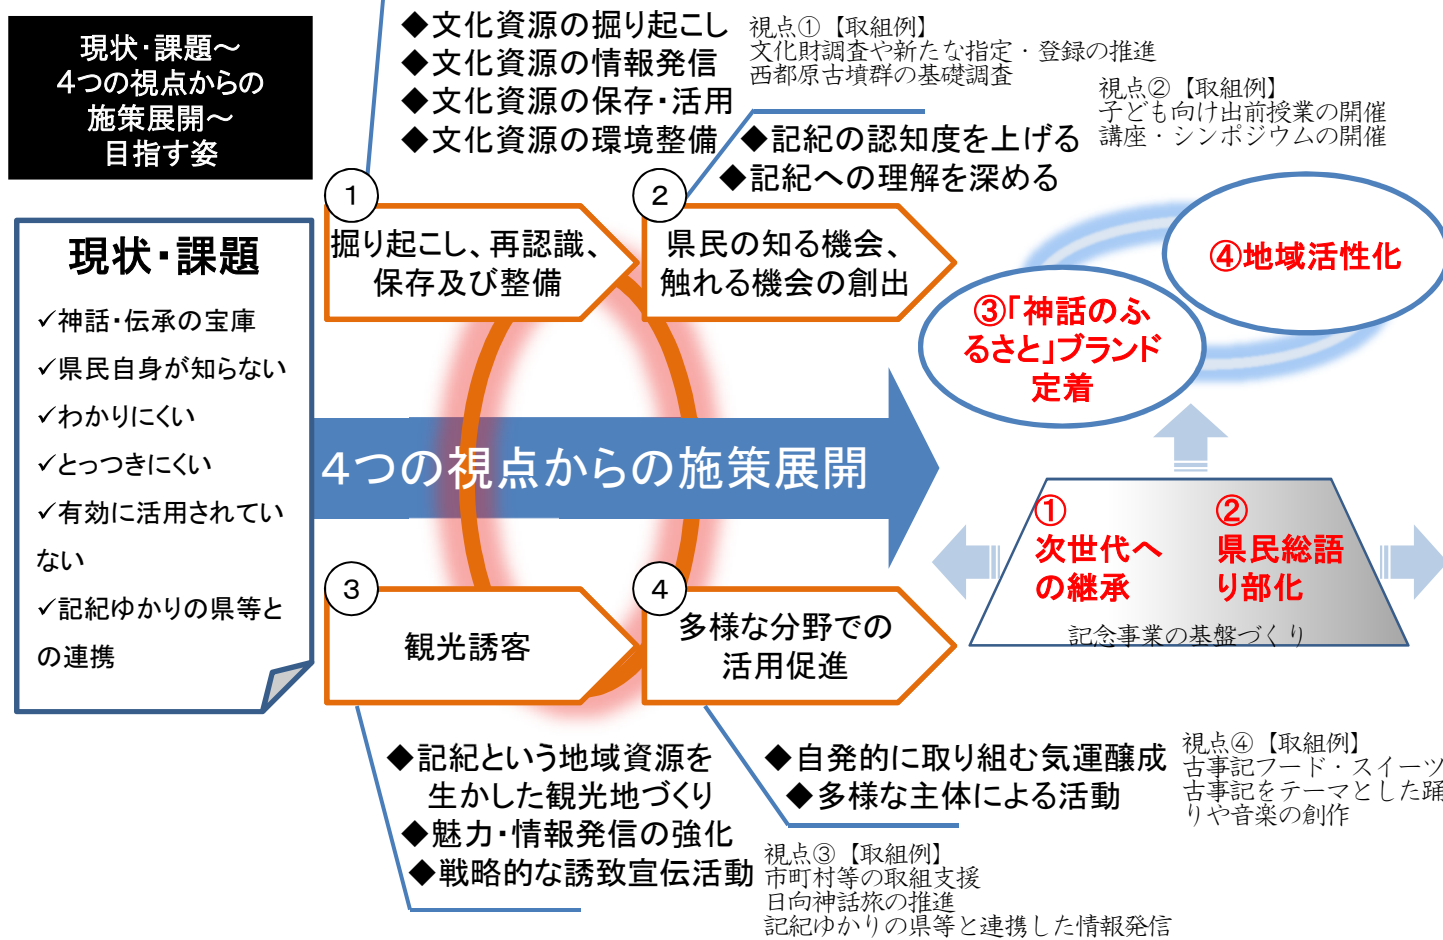 現状・課題～
４つの視点からの
施策展開～
目指す姿
◆文化資源の掘り起こし
◆文化資源の情報発信
◆文化資源の保存・活用
◆文化資源の環境整備
視点①【取組例】
文化財調査や新たな指定・登録の推進
西都原古墳群の基礎調査
視点②【取組例】
子ども向け出前授業の開催
講座・シンポジウムの開催
◆記紀の認知度を上げる
◆記紀への理解を深める
現状・課題
✓神話・伝承の宝庫
✓県民自身が知らない
✓わかりにくい
✓とっつきにくい
✓有効に活用されてい
ない
✓記紀ゆかりの県等と
の連携
１
掘り起こし、再認識、
保存及び整備
２
県民の知る機会、
触れる機会の創出
４つの視点からの施策展開
３
観光誘客
４
多様な分野での
活用促進
④地域活性化
③「神話のふ
るさと」ブランド
定着
①
次世代へ
の継承
②
県民総語
り部化
記念事業の基盤づくり
◆記紀という地域資源を
生かした観光地づくり
◆魅力・情報発信の強化
◆戦略的な誘致宣伝活動
◆自発的に取り組む気運醸成
◆多様な主体による活動
視点④【取組例】
古事記フード・スイーツ
古事記をテーマとした踊
りや音楽の創作
視点③【取組例】
市町村等の取組支援
日向神話旅の推進
記紀ゆかりの県等と連携した情報発信